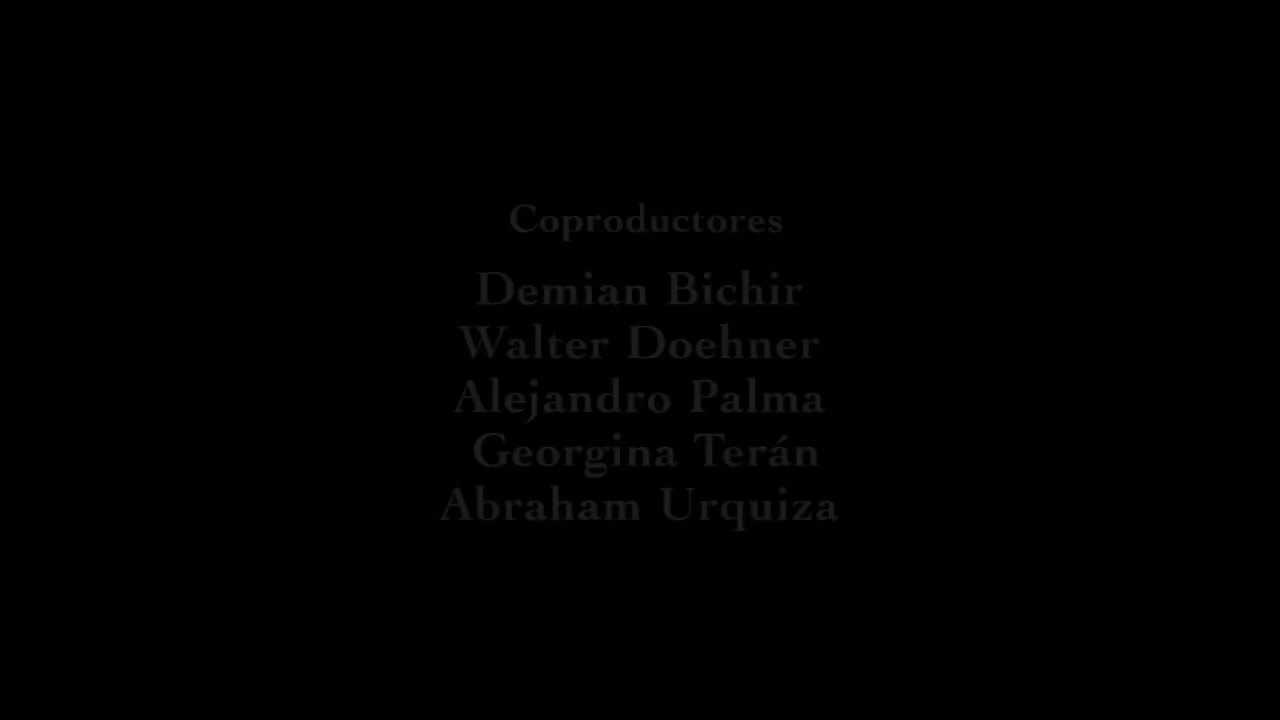 Coproductores
Demian Bichir
Walter Doehner
Alejandro Palma
Georgina Terán
Abraham Urquiza